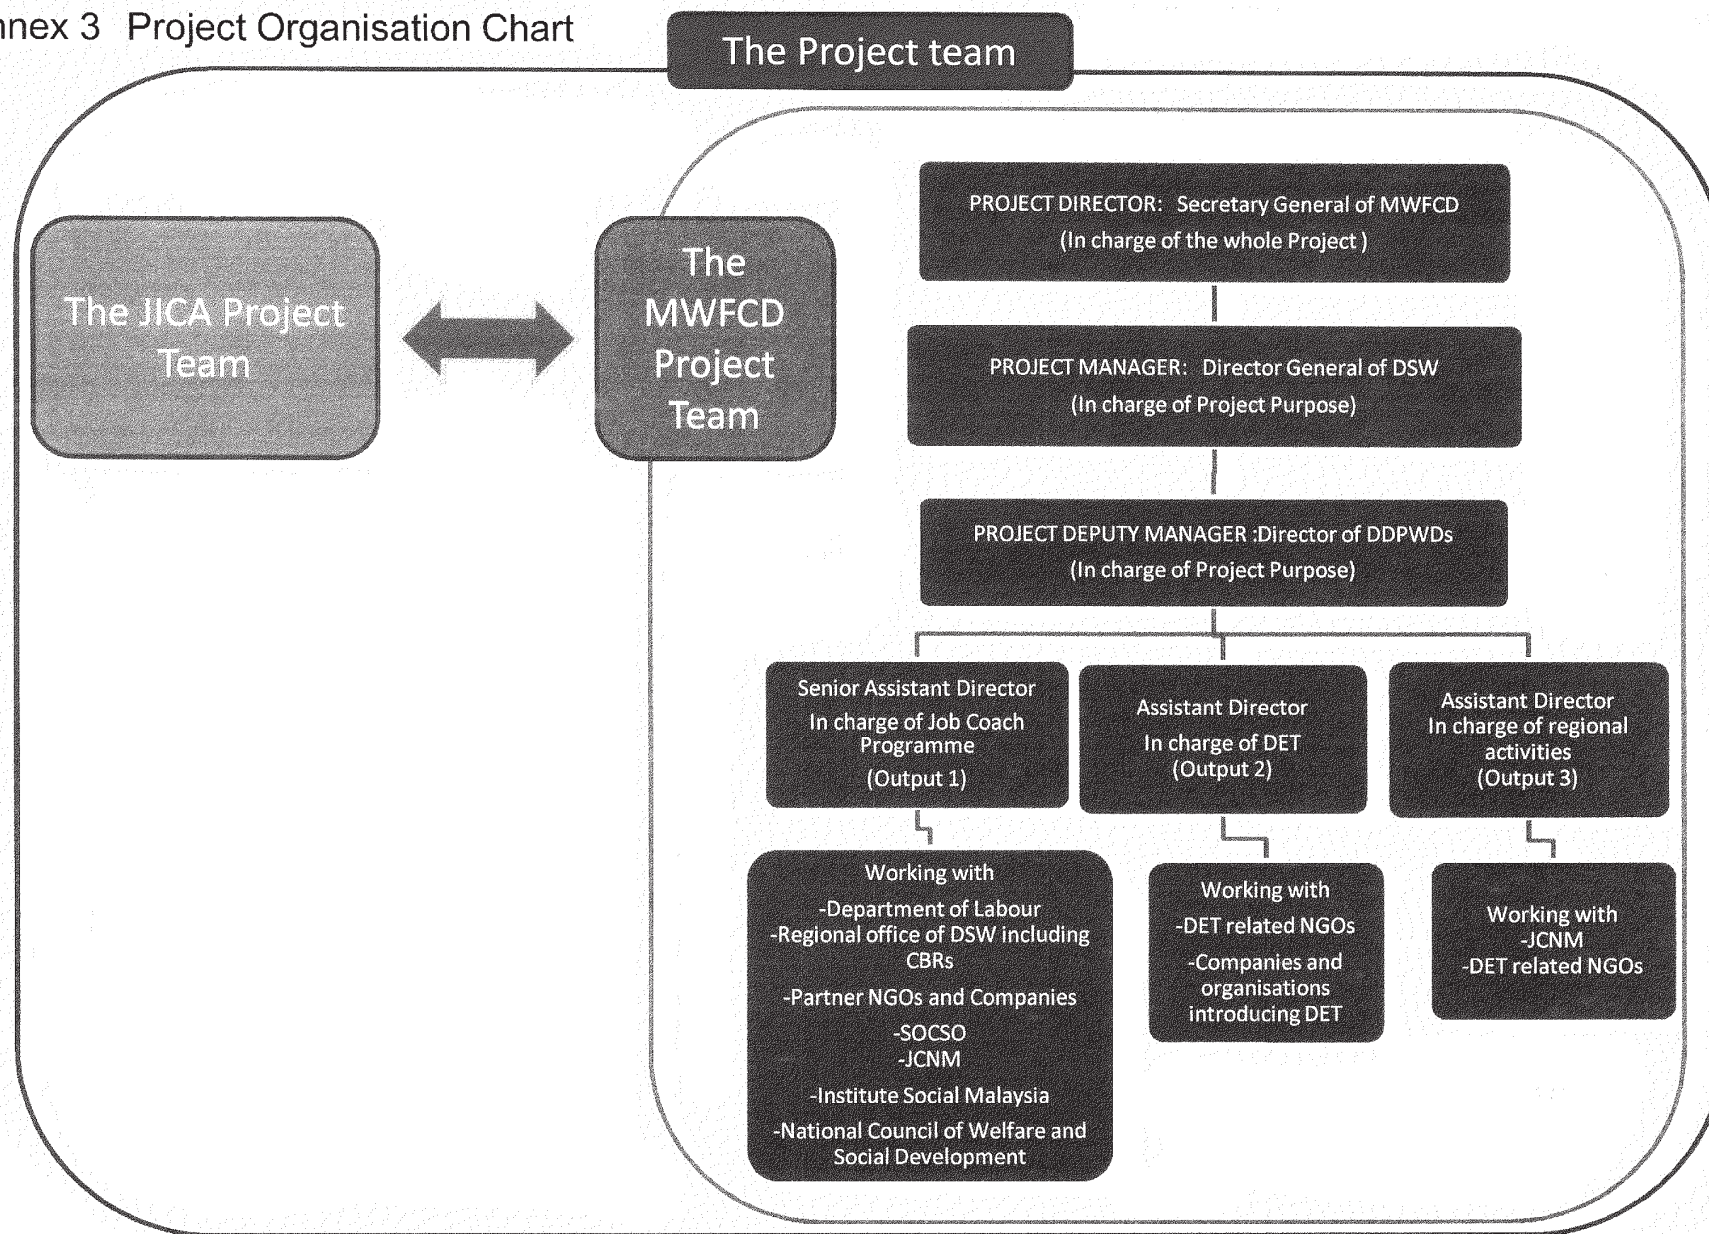 nnex 3 Project Organisation Chart
The Project team
The JICA Project
Team
The
MWFCD
Project
Team
PROJECT DIRECTOR: Secretary General of MWFCD
(In charge of the whole Project )
PROJECT MANAGER: Director General of DSW
(In charge of Project Purpose)
PROJECT DEPUTY MANAGER :Director of DDPWDs
(In charge of Project Purpose)
Senior Assistant Director
In charge of Job Coach
Programme
(Output 1)
Assistant Director
In charge of DET
(Output 2)
Assistant Director
In charge of regional
activities
(Output 3)
Working with
-Department of Labour
-Regional office of DSW including
CBRs
-Partner NGOs and Companies
-SOCSO
-JCNM
-Institute Social Malaysia
-National Council of Welfare and
Social Development
Working with
-DET related NGOs
-Companies and
organisations
introducing DET
Working with
-JCNM
-DET related NGOs